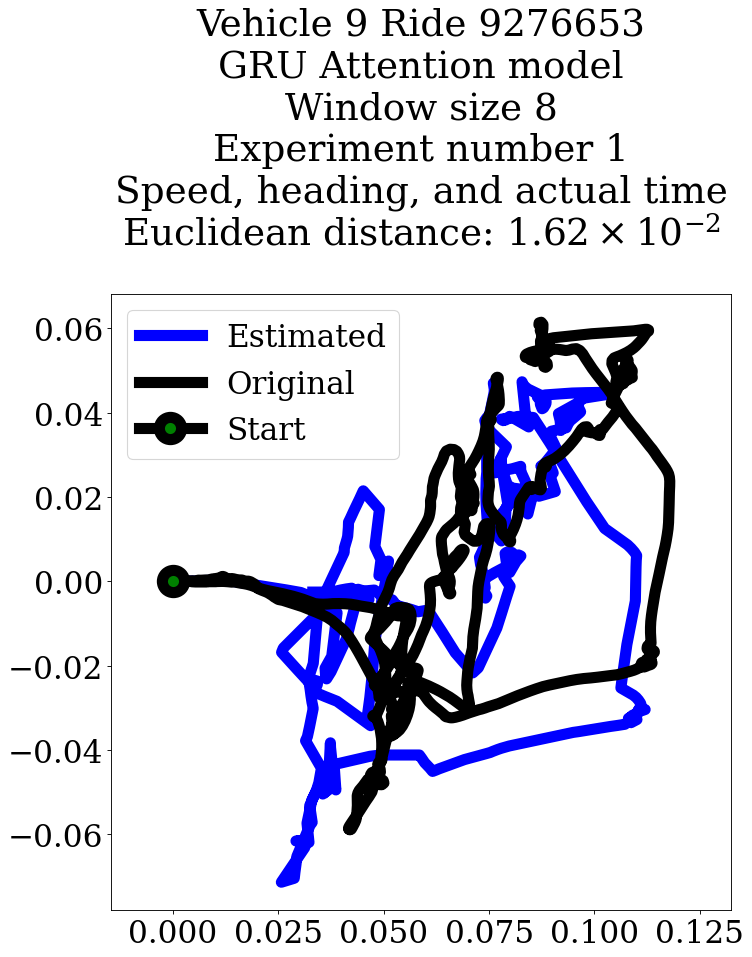 Vehicle 9 Ride 9276653
GRU Attention model
Window size 8
Experiment number 1
Speed, heading, and actual time
Euclidean distance: 1.62 × 10⁻²
Estimated
Original
Start
0.06
0.04
0.02
0.00
−0.02
−0.04
−0.06
0.000 0.025 0.050 0.075 0.100 0.125